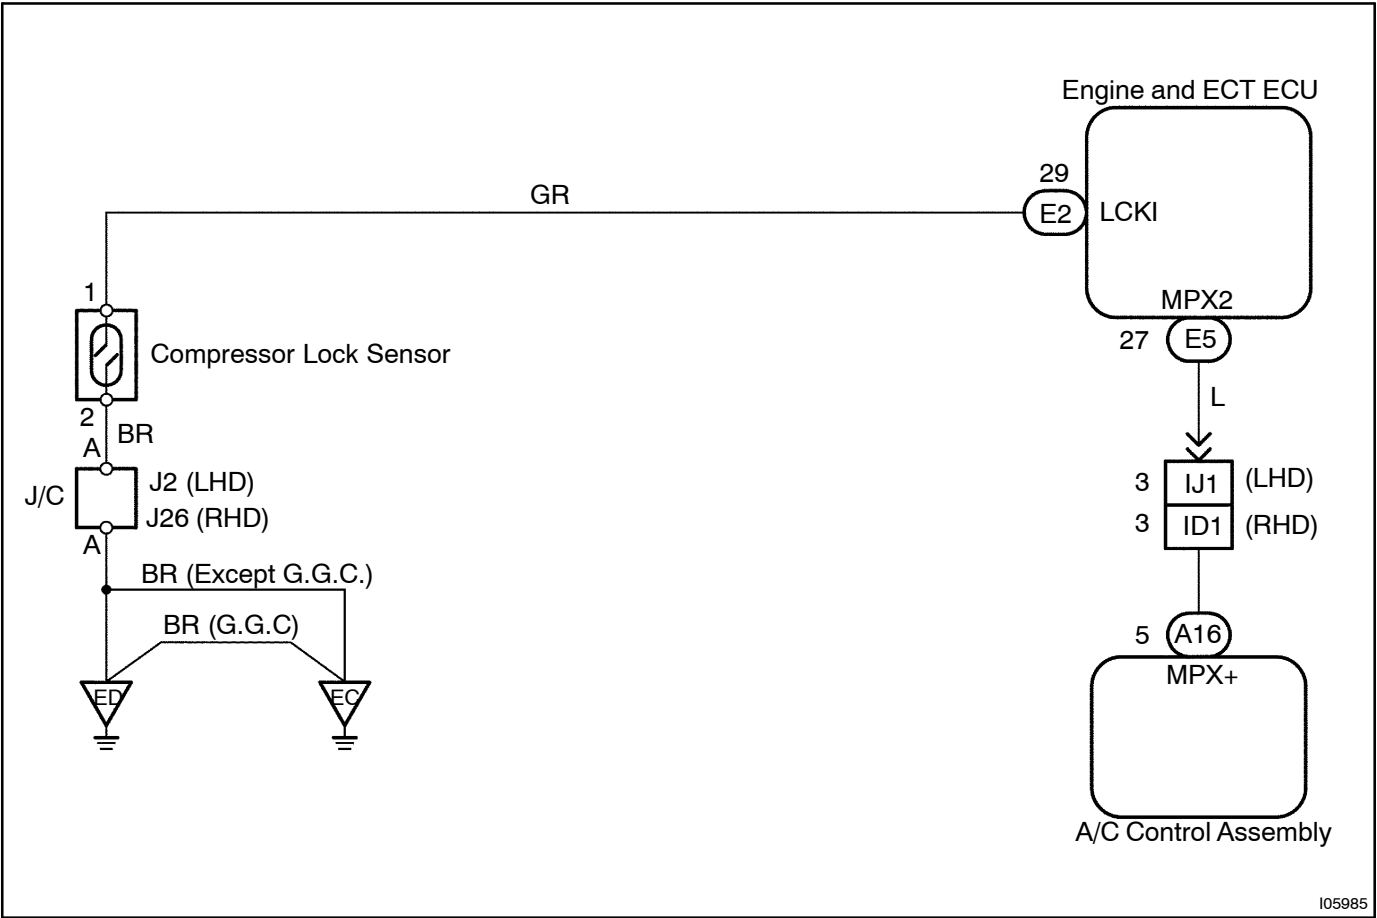 Engine and ECT ECU
29
GR
E2
LCKI
1
MPX2
27
E5
Compressor Lock Sensor
L
2
BR
A
J/C
J2 (LHD)
J26 (RHD)
A
3
IJ1
(LHD)
3
ID1
(RHD)
BR (Except G.G.C.)
BR (G.G.C)
5
A16
MPX+
ED
EC
A/C Control Assembly
I05985